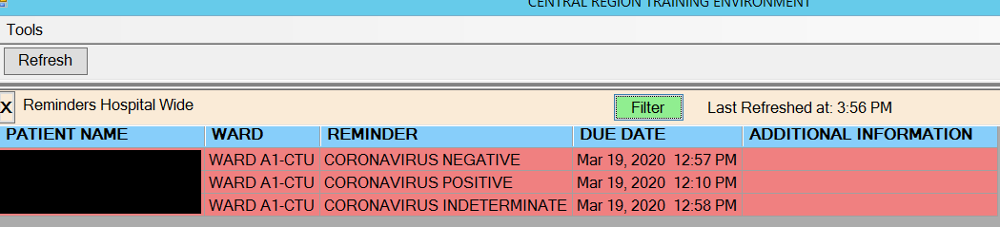 CENTRAL REGION TRAINING ENVIRONMENT
Tools
Refresh
X Reminders Hospital Wide Filter Last Refreshed at: 3:56 PM
PATIENT NAME WARD REMINDER DUE DATE ADDITIONAL INFORMATION
WARD A1-CTU CORONAVIRUS NEGATIVE Mar 19, 2020 12:57 PM
WARD A1-CTU CORONAVIRUS POSITIVE Mar 19, 2020 12:10 PM
WARD A1-CTU CORONAVIRUS INDETERMINATE Mar 19, 2020 12:58 PM